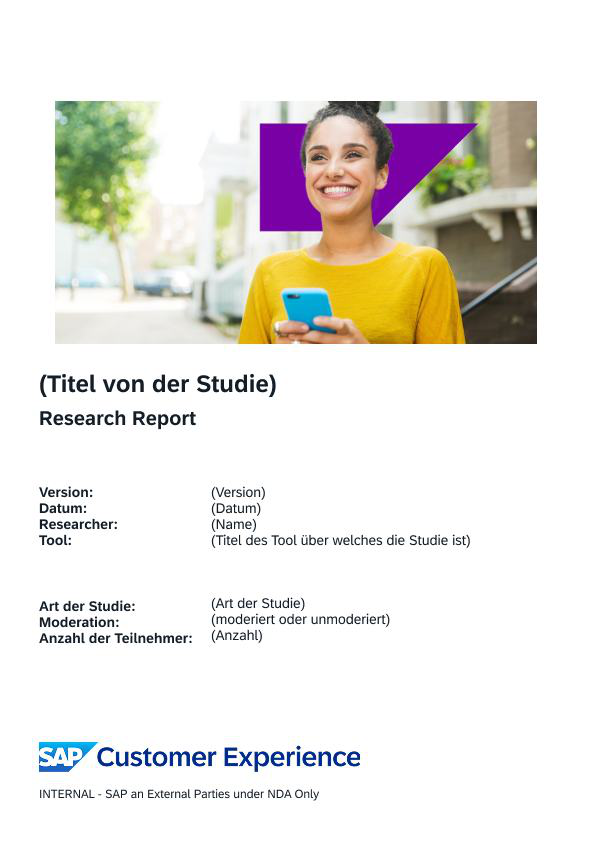 (Titel von der Studie)
Research Report
Version: (Version)
Datum: (Datum)
Researcher: (Name)
Tool: (Titel des Tool über welches die Studie ist)
Art der Studie: (Art der Studie)
Moderation: (moderiert oder unmoderiert)
Anzahl der Teilnehmer: (Anzahl)
SAP Customer Experience
INTERNAL - SAP an External Parties under NDA Only